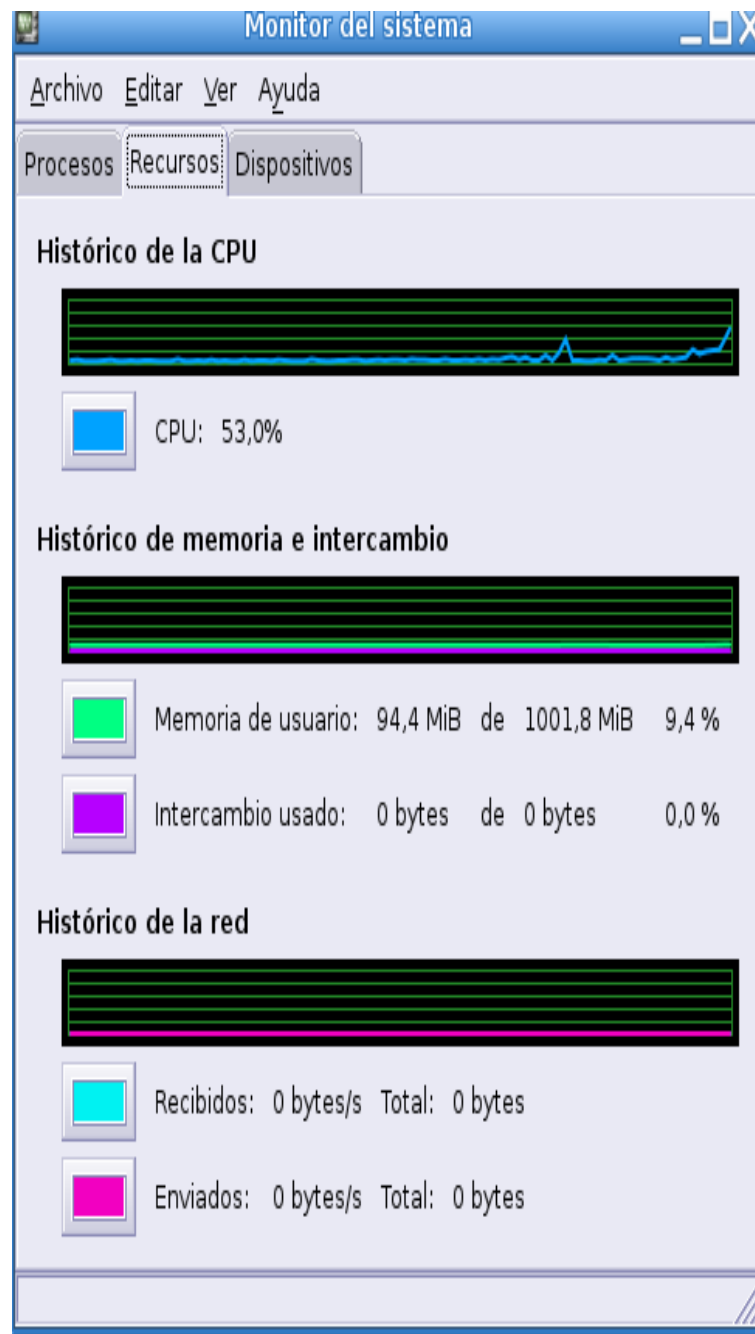 Monitor del sistema
Archivo Editar Ver Ayuda
Procesos Recursos Dispositivos
Histórico de la CPU
CPU: 53,0%
Histórico de memoria e intercambio
Memoria de usuario: 94,4 MiB de 1001,8 MiB 9,4 %
Intercambio usado: 0 bytes de 0 bytes 0,0 %
Histórico de la red
Recibidos: 0 bytes/s Total: 0 bytes
Enviados: 0 bytes/s Total: 0 bytes